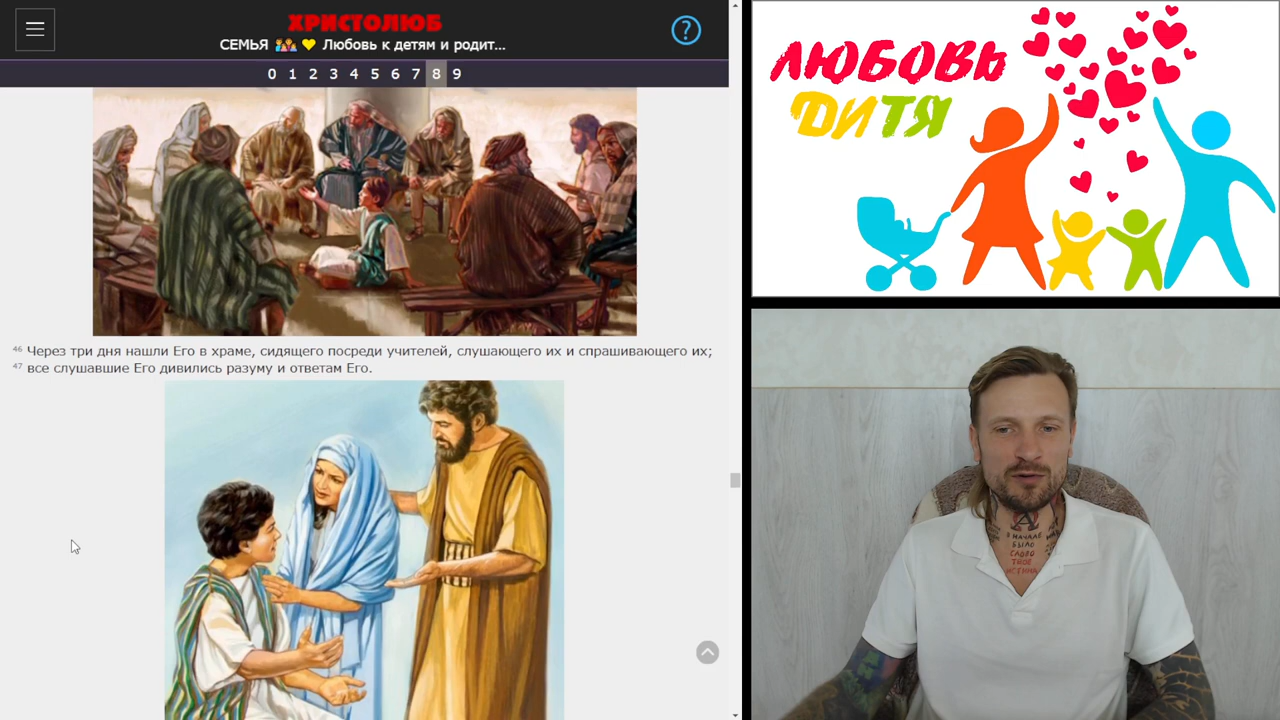 ХРИСТОЛЮБ
СЕМЬЯ 👨‍👩‍👧 💛 Любовь к детям и родит...
?
0 1 2 3 4 5 6 7 8 9
46 Через три дня нашли Его в храме, сидящего посреди учителей, слушающего их и спрашивающего их;
47 все слушавшие Его дивились разуму и ответам Его.
ЛЮБОВЬ
ДИТЯ
В НАЧАЛЕ
БЫЛО
СЛОВО
ТВОЕ
ИСТИНА